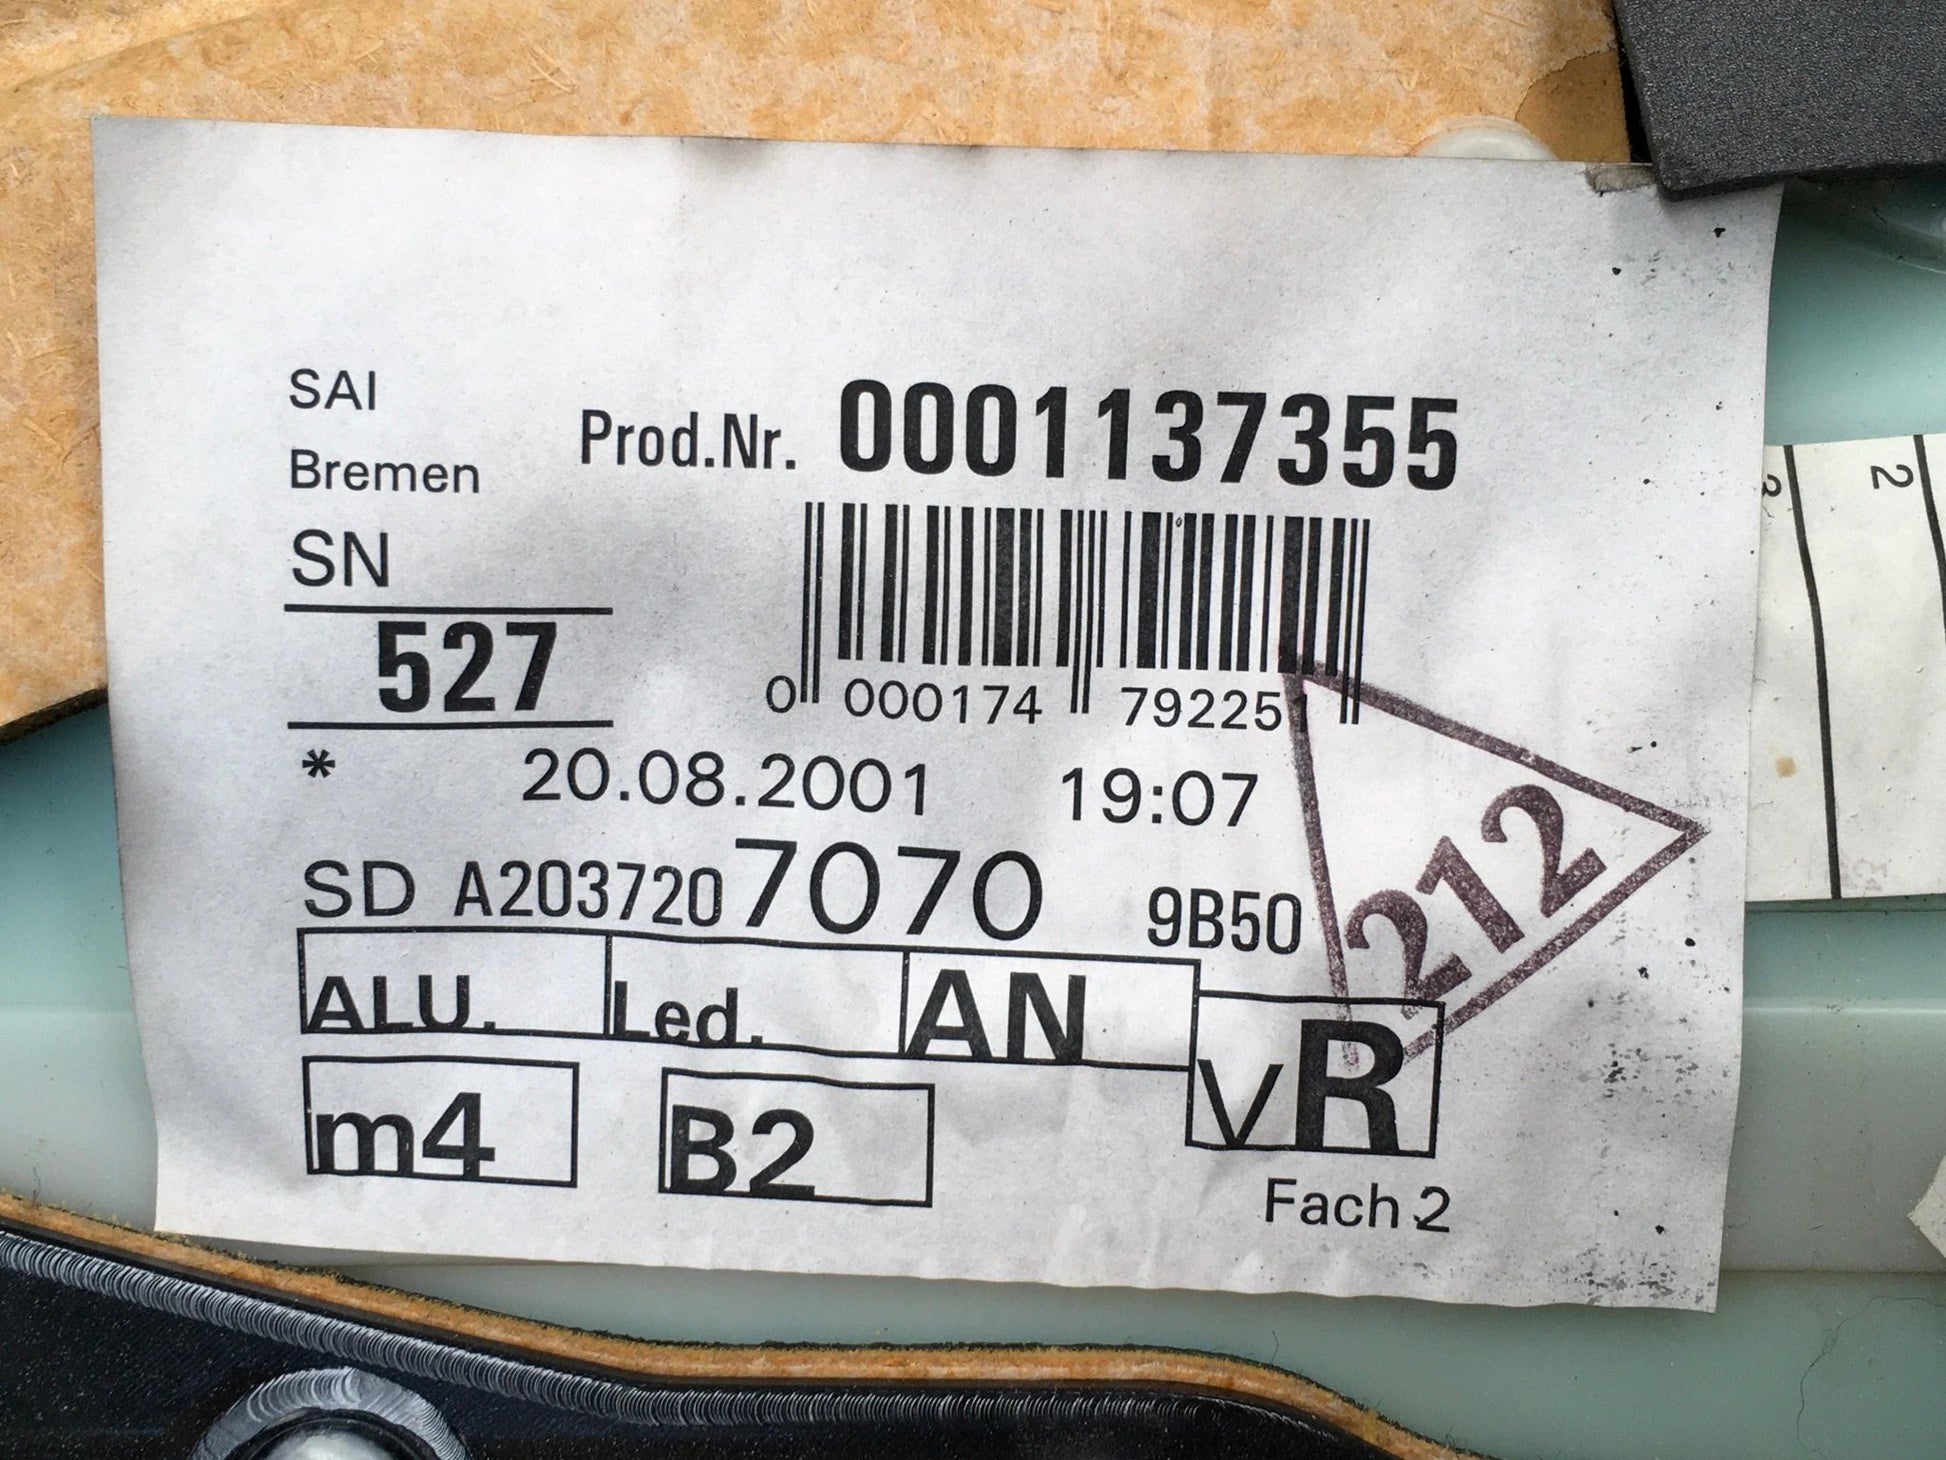 SAI
Bremen
Prod.Nr. 0001137355
SN
527
0 000174 792251
* 20.08.2001 19:07
SD A2037207070 9B50
212
ALU. Led. AN
VR
m4 B2
Fach 2
2